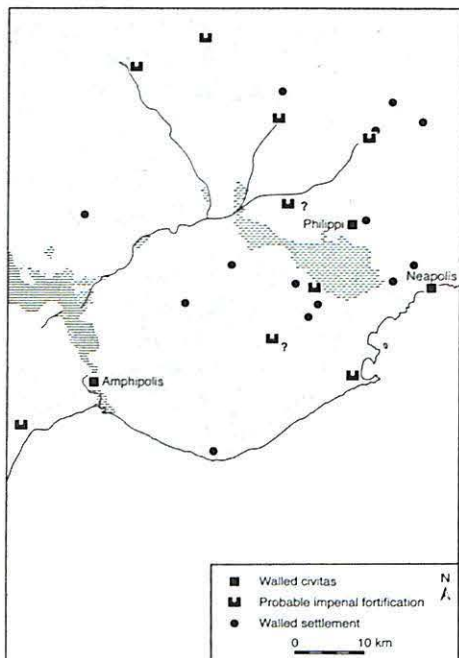 ?
Philippi
Neapolis
?
Amphipolis
Walled civitas
N
Probable imperial fortification
Walled settlement
0 10 km